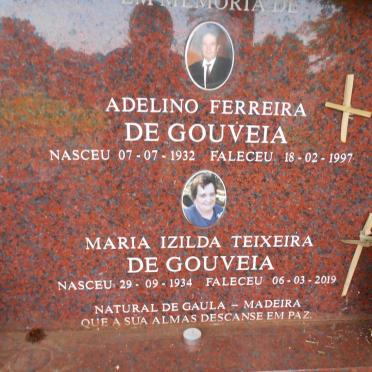 EM MEMÓRIA DE
ADELINO FERREIRA
DE GOUVEIA
NASCEU 07-07-1932 FALECEU 18-02-1997
MARIA IZILDA TEIXEIRA
DE GOUVEIA
NASCEU 29-09-1934 FALECEU 06-03-2019
NATURAL DE GAULA – MADEIRA
QUE A SUA ALMAS DESCANSE EM PAZ.